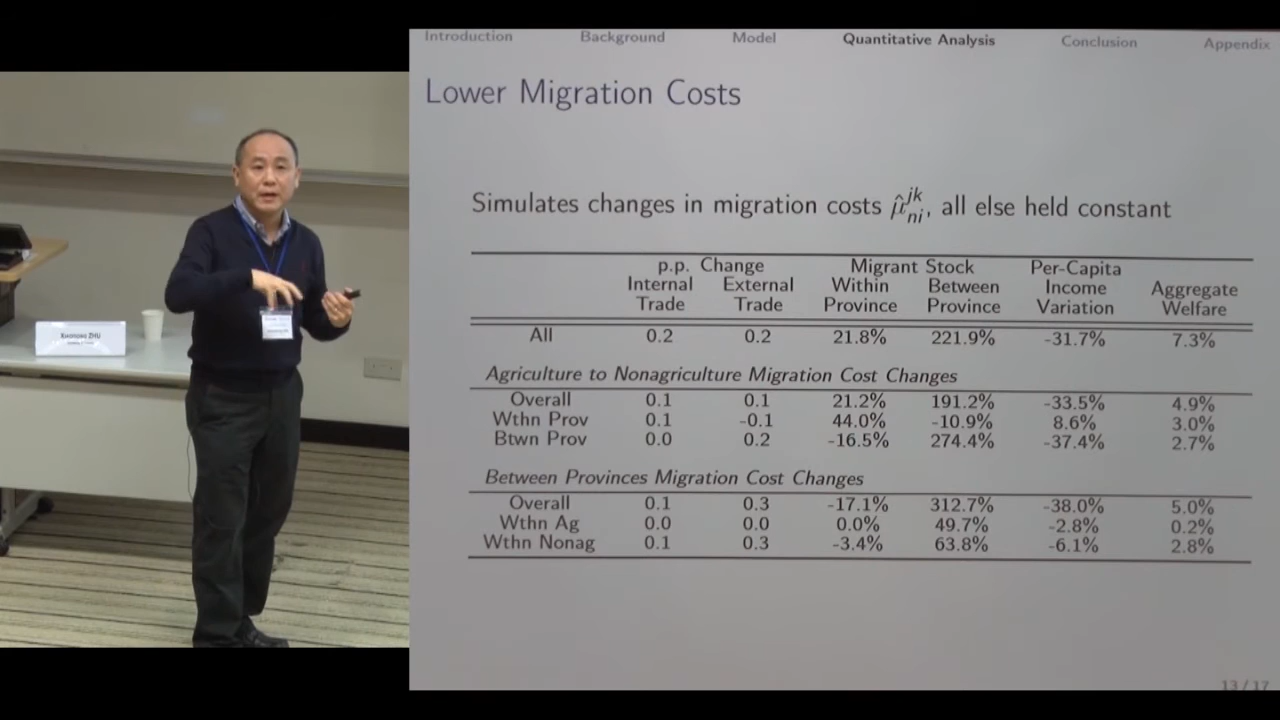 Introduction Background Model Quantitative Analysis Conclusion Appendix
Lower Migration Costs
Simulates changes in migration costs μ̂ⁿⁱʲᵏ, all else held constant
p.p. Change Migrant Stock Per-Capita
Internal External Within Between Income Aggregate
Trade Trade Province Province Variation Welfare
All 0.2 0.2 21.8% 221.9% -31.7% 7.3%
Agriculture to Nonagriculture Migration Cost Changes
Overall 0.1 0.1 21.2% 191.2% -33.5% 4.9%
Wthn Prov 0.1 -0.1 44.0% -10.9% 8.6% 3.0%
Btwn Prov 0.0 0.2 -16.5% 274.4% -37.4% 2.7%
Between Provinces Migration Cost Changes
Overall 0.1 0.3 -17.1% 312.7% -38.0% 5.0%
Wthn Ag 0.0 0.0 0.0% 49.7% -2.8% 0.2%
Wthn Nonag 0.1 0.3 -3.4% 63.8% -6.1% 2.8%
13 / 17
ZHU